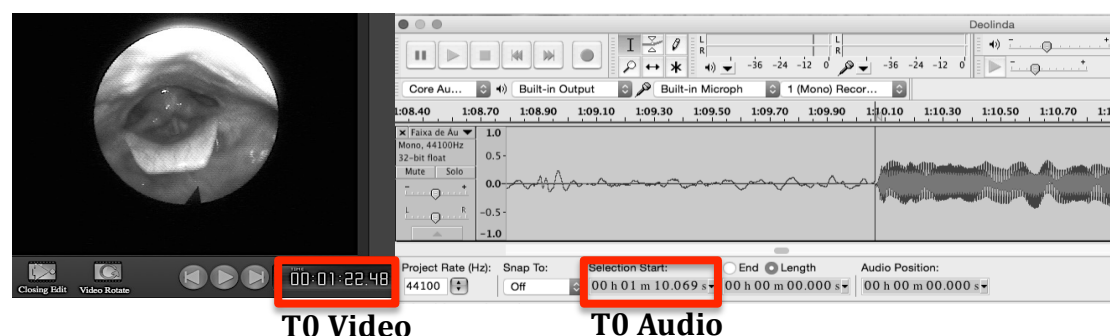 Deolinda
L
R
-36 -24 -12 0
L
R
-36 -24 -12 0
Core Au...
Built-in Output
Built-in Microph
1 (Mono) Recor...
1:08.40 1:08.70 1:08.90 1:09.10 1:09.30 1:09.50 1:09.70 1:09.90 1:10.10 1:10.30 1:10.50 1:10.70
Faixa de Áu
Mono, 44100Hz
32-bit float
Mute Solo
- +
L R
1.0
0.5
0.0
-0.5
-1.0
Closing Edit
Video Rotate
Time
00:01:22.48
Project Rate (Hz):
44100
Snap To:
Off
Selection Start:
00 h 01 m 10.069 s
End Length
00 h 00 m 00.000 s
Audio Position:
00 h 00 m 00.000 s
T0 Video
T0 Audio